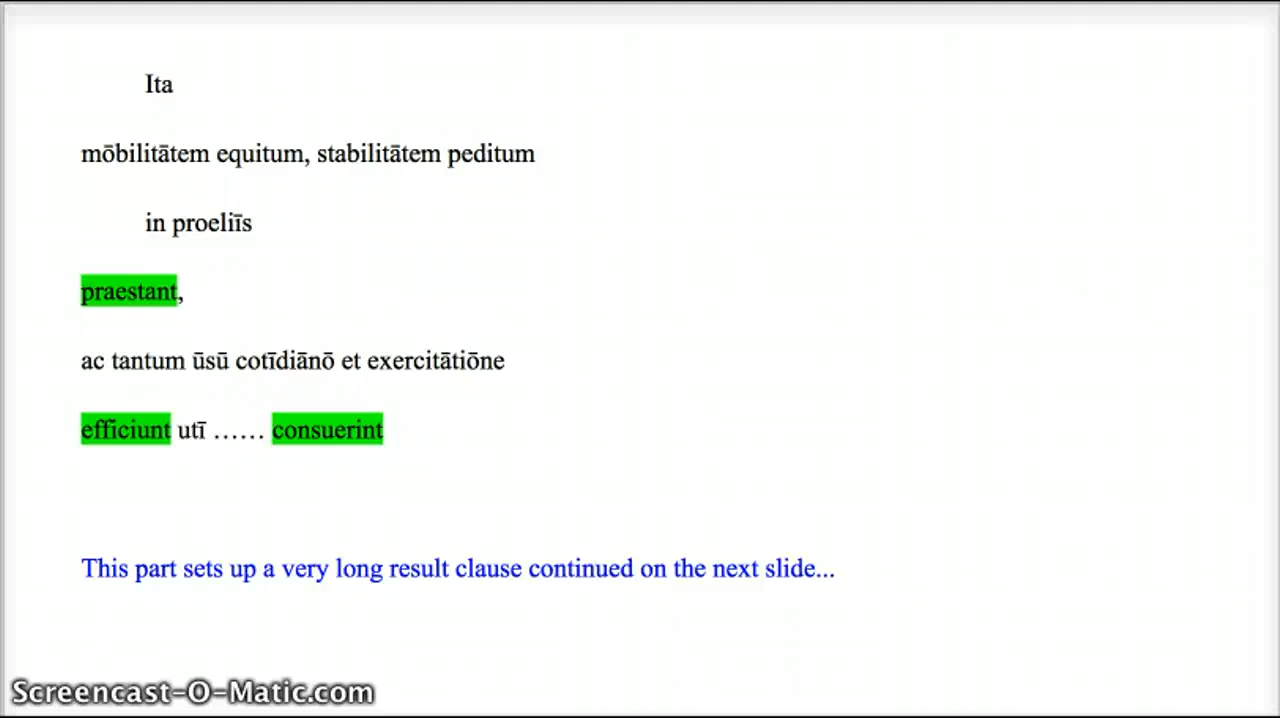 Ita
mōbilitātem equitum, stabilitātem peditum
in proeliīs
praestant,
ac tantum ūsū cotīdiānō et exercitātiōne
efficiunt utī …… consuerint
This part sets up a very long result clause continued on the next slide...
Screencast-O-Matic.com